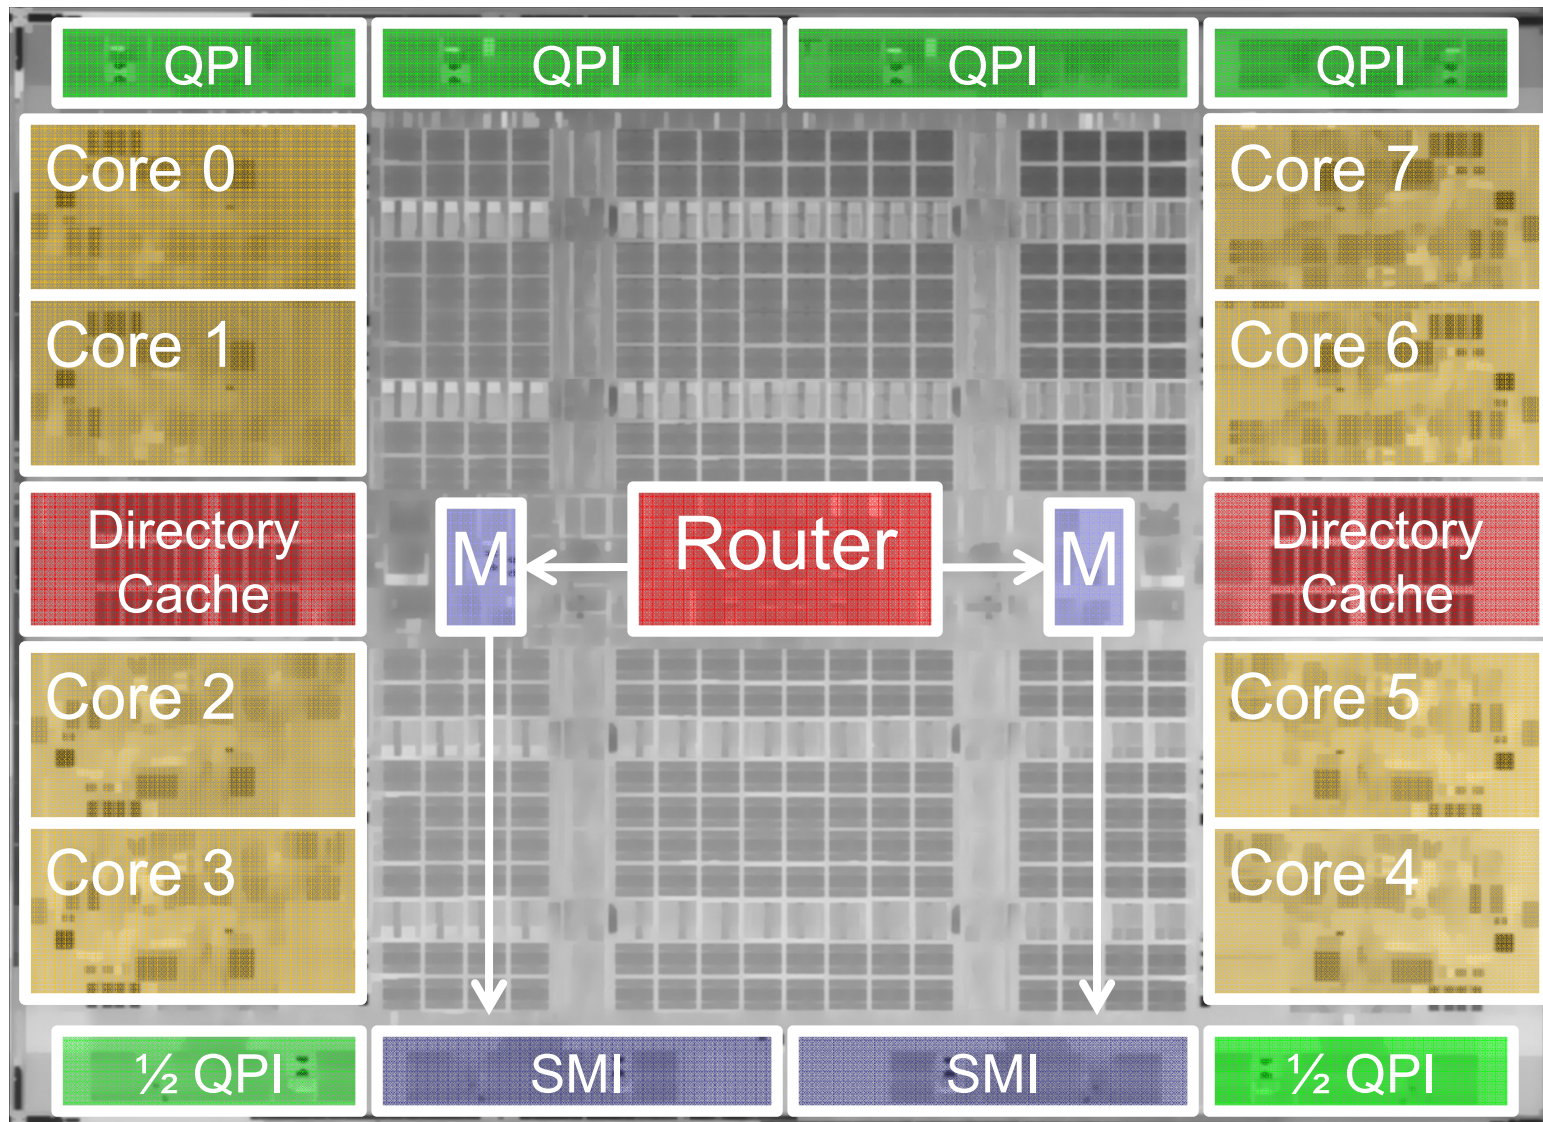 QPI
QPI
QPI
QPI
Core 0
Core 7
Core 1
Core 6
Directory
Cache
M
Router
M
Directory
Cache
Core 2
Core 5
Core 3
Core 4
½ QPI
SMI
SMI
½ QPI